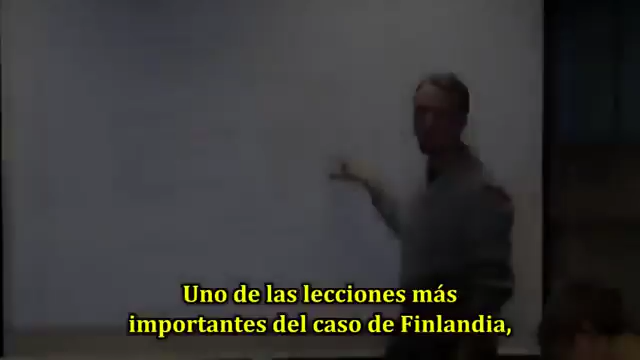 Uno de las lecciones más
importantes del caso de Finlandia,